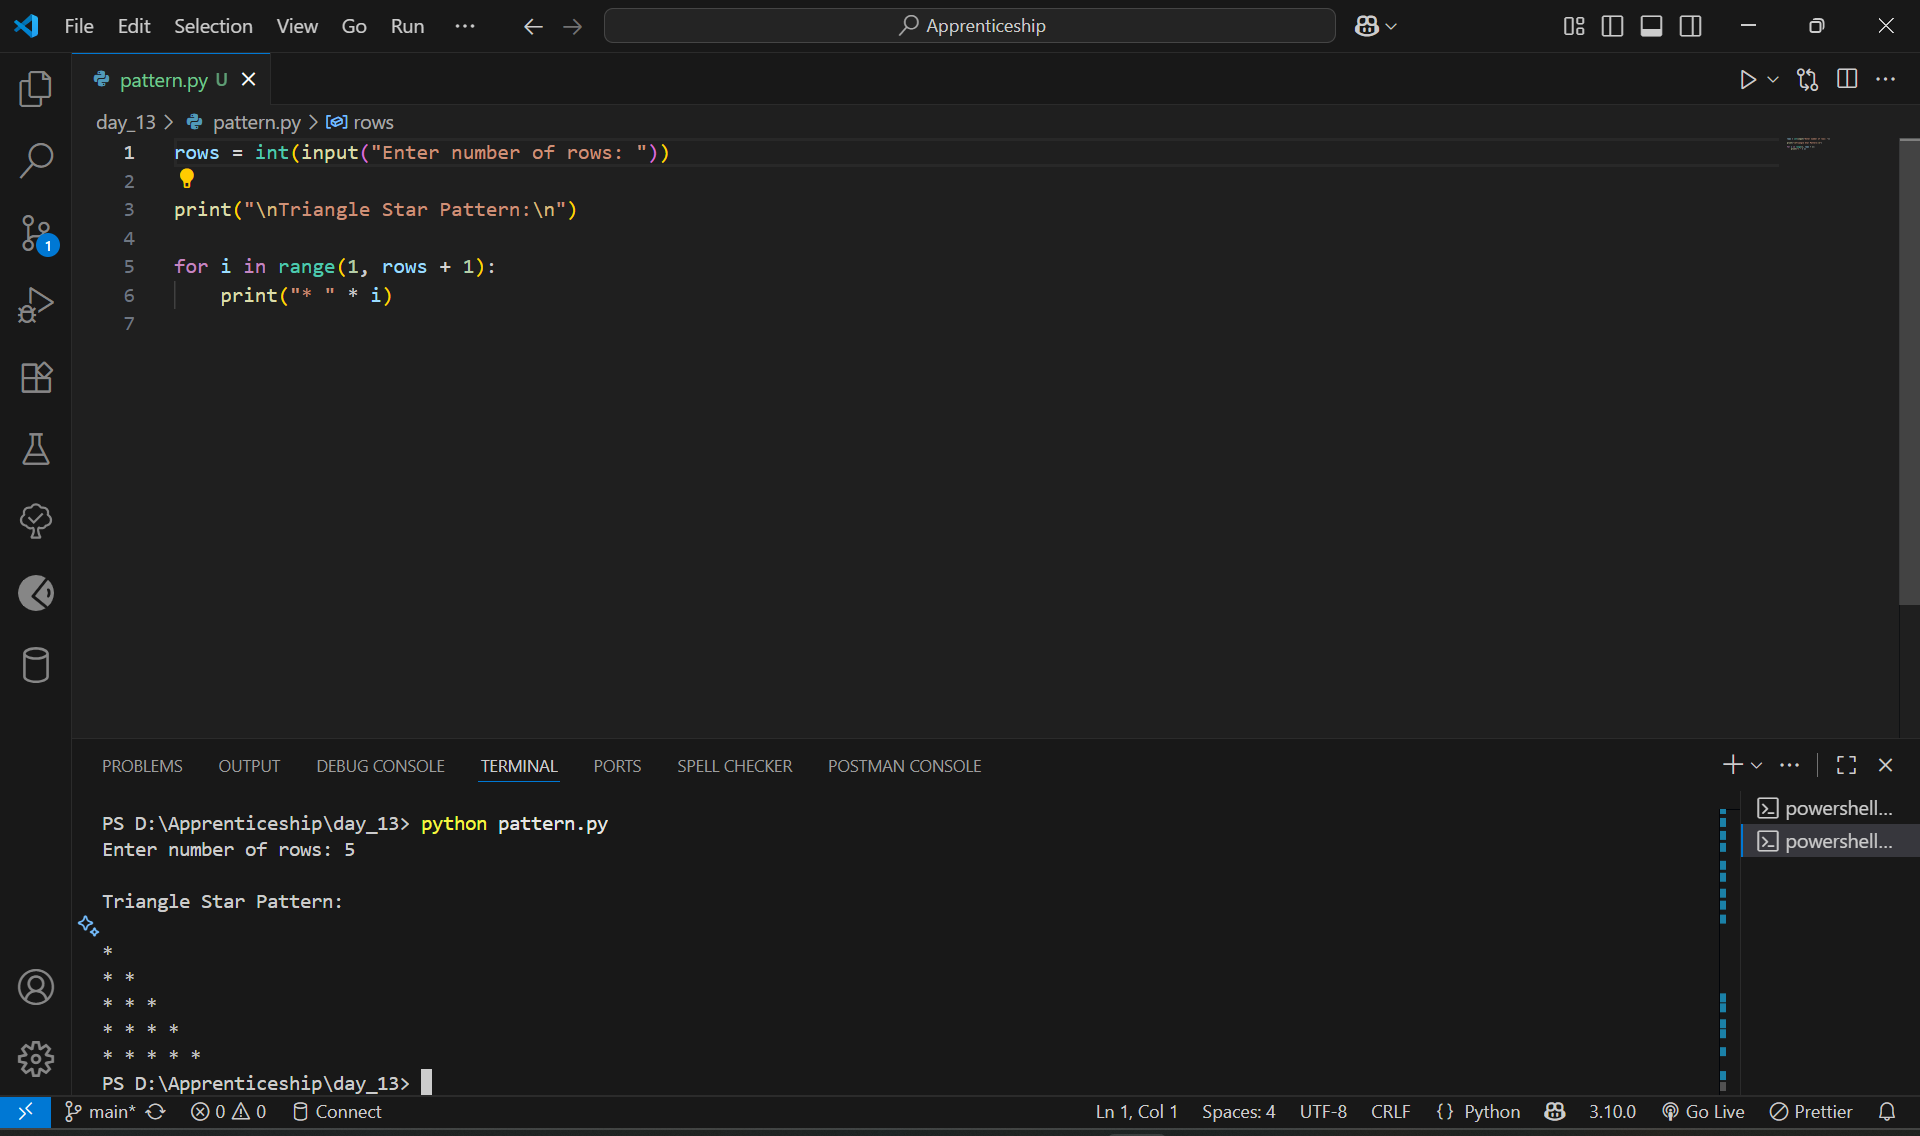 File Edit Selection View Go Run ···
Apprenticeship
pattern.py U
day_13 > pattern.py > rows
1 rows = int(input("Enter number of rows: "))
2
3 print("\nTriangle Star Pattern:\n")
4
5 for i in range(1, rows + 1):
6     print("* " * i)
7
1
PROBLEMS OUTPUT DEBUG CONSOLE TERMINAL PORTS SPELL CHECKER POSTMAN CONSOLE
powershell...
powershell...
PS D:\Apprenticeship\day_13> python pattern.py
Enter number of rows: 5
Triangle Star Pattern:
*
* *
* * *
* * * *
* * * * *
PS D:\Apprenticeship\day_13>
main* 0 0 Connect Ln 1, Col 1 Spaces: 4 UTF-8 CRLF {} Python 3.10.0 Go Live Prettier